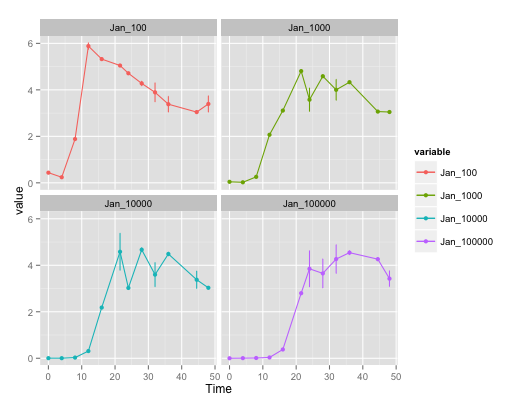 Jan_100 Jan_1000
6
4
2
0
Jan_10000 Jan_100000
6
4
2
0
0 10 20 30 40 50 0 10 20 30 40 50
Time
value
variable
Jan_100
Jan_1000
Jan_10000
Jan_100000